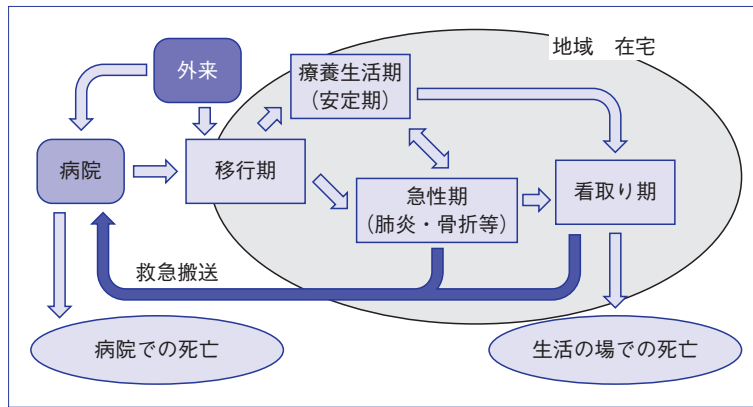 地域 在宅
外来
療養生活期
（安定期）
病院
移行期
急性期
（肺炎・骨折等）
看取り期
救急搬送
病院での死亡
生活の場での死亡